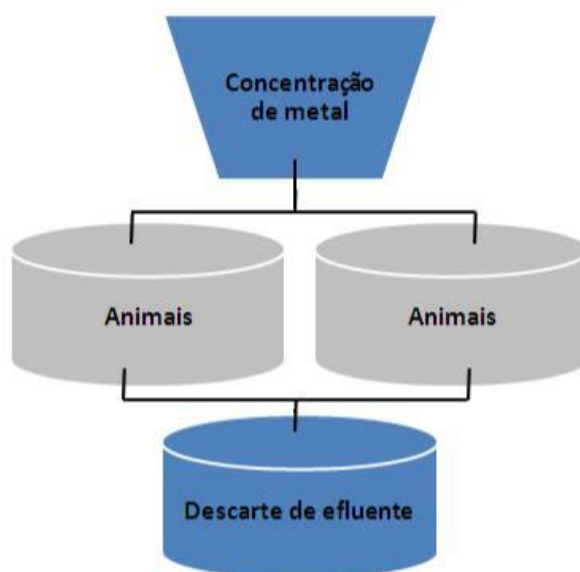 Concentração
de metal
Animais
Animais
Descarte de efluente